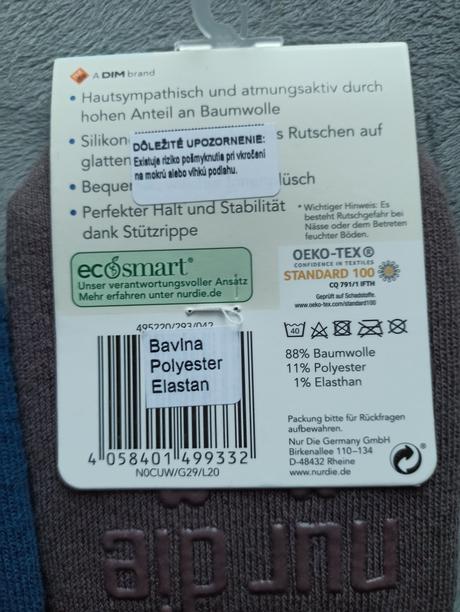 A DIM brand
• Hautsympathisch und atmungsaktiv durch
hohen Anteil an Baumwolle
• Silikon s Rutschen auf
glatten
DÔLEŽITÉ UPOZORNENIE:
Existuje riziko pošmyknutia pri vkročení
na mokrú alebo vlhkú podlahu.
• Beque lüsch
• Perfekter Halt und Stabilität
dank Stützrippe
* Wichtiger Hinweis: Es
besteht Rutschgefahr bei
Nässe oder dem Betreten
feuchter Böden.
ecosmart®
Unser verantwortungsvoller Ansatz
Mehr erfahren unter nurdie.de
OEKO-TEX®
CONFIDENCE IN TEXTILES
STANDARD 100
CQ 791/1 IFTH
Geprüft auf Schadstoffe.
www.oeko-tex.com/standard100
495220/293/042
Bavlna
Polyester
Elastan
4 058401 499332
N0CUW/G29/L20
40
88% Baumwolle
11% Polyester
1% Elasthan
Packung bitte für Rückfragen
aufbewahren.
Nur Die Germany GmbH
Birkenallee 110–134
D-48432 Rheine
www.nurdie.de
nur die